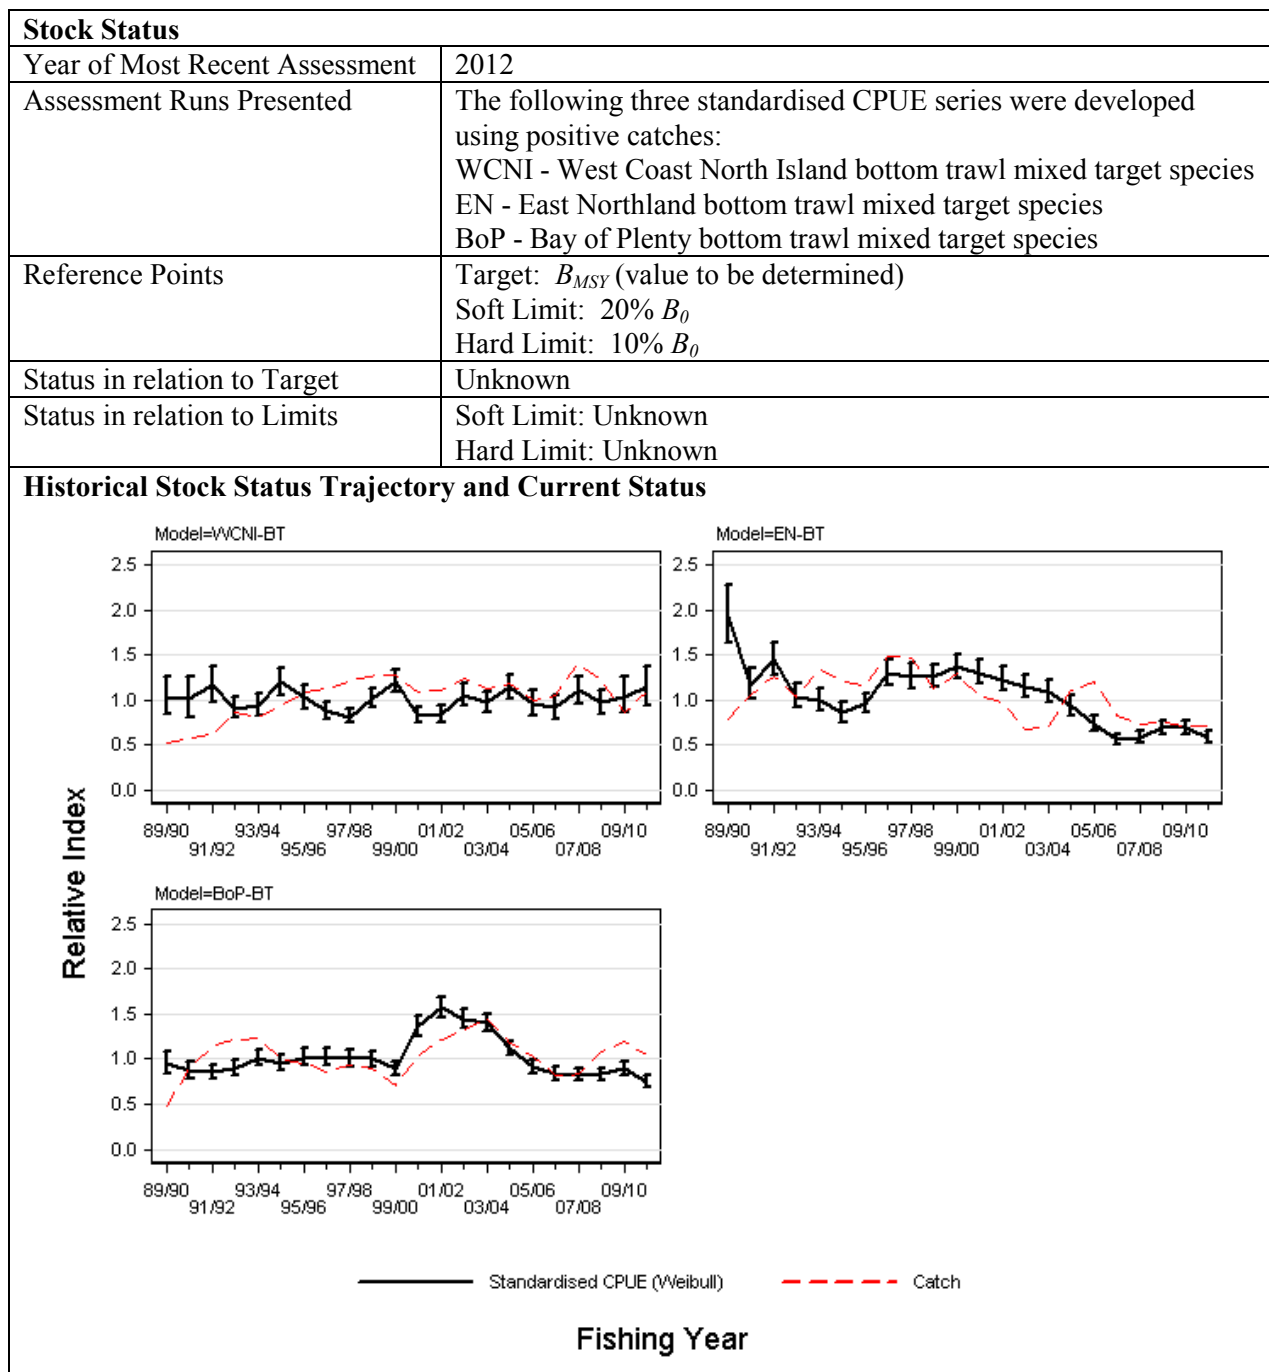 Stock Status
Year of Most Recent Assessment 2012
Assessment Runs Presented The following three standardised CPUE series were developed
using positive catches:
WCNI - West Coast North Island bottom trawl mixed target species
EN - East Northland bottom trawl mixed target species
BoP - Bay of Plenty bottom trawl mixed target species
Reference Points Target: BMSY (value to be determined)
Soft Limit: 20% B0
Hard Limit: 10% B0
Status in relation to Target Unknown
Status in relation to Limits Soft Limit: Unknown
Hard Limit: Unknown
Historical Stock Status Trajectory and Current Status
Model=WCNI-BT
2.5
2.0
1.5
1.0
0.5
0.0
89/90 93/94 97/98 01/02 05/06 09/10
91/92 95/96 99/00 03/04 07/08
Model=EN-BT
2.5
2.0
1.5
1.0
0.5
0.0
89/90 93/94 97/98 01/02 05/06 09/10
91/92 95/96 99/00 03/04 07/08
Relative Index
Model=BoP-BT
2.5
2.0
1.5
1.0
0.5
0.0
89/90 93/94 97/98 01/02 05/06 09/10
91/92 95/96 99/00 03/04 07/08
Standardised CPUE (Weibull) Catch
Fishing Year